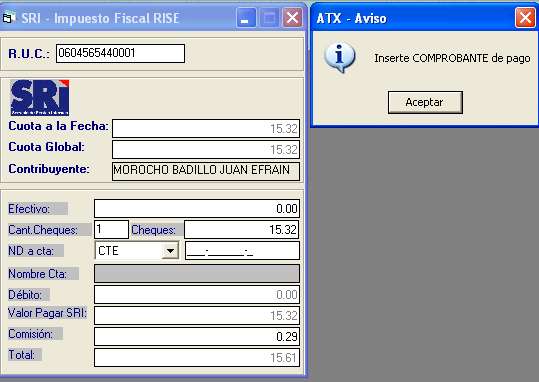 SRI - Impuesto Fiscal RISE
R.U.C.: 0604565440001
SRi
Cuota a la Fecha: 15.32
Cuota Global: 15.32
Contribuyente: MOROCHO BADILLO JUAN EFRAIN
Efectivo: 0.00
Cant.Cheques: 1 Cheques: 15.32
ND a cta: CTE ___-______-_
Nombre Cta:
Débito: 0.00
Valor Pagar SRI: 15.32
Comisión: 0.29
Total: 15.61
ATX - Aviso
Inserte COMPROBANTE de pago
Aceptar